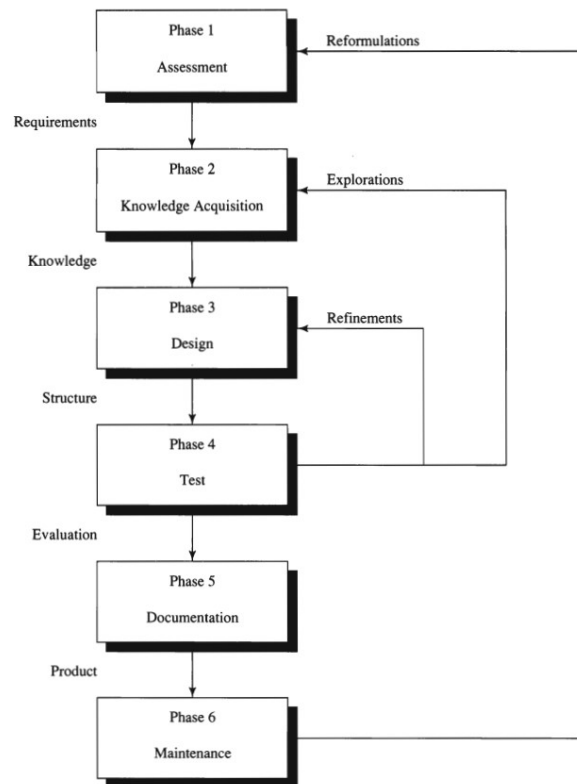 Phase 1
Assessment
Reformulations
Requirements
Phase 2
Knowledge Acquisition
Explorations
Knowledge
Phase 3
Design
Refinements
Structure
Phase 4
Test
Evaluation
Phase 5
Documentation
Product
Phase 6
Maintenance